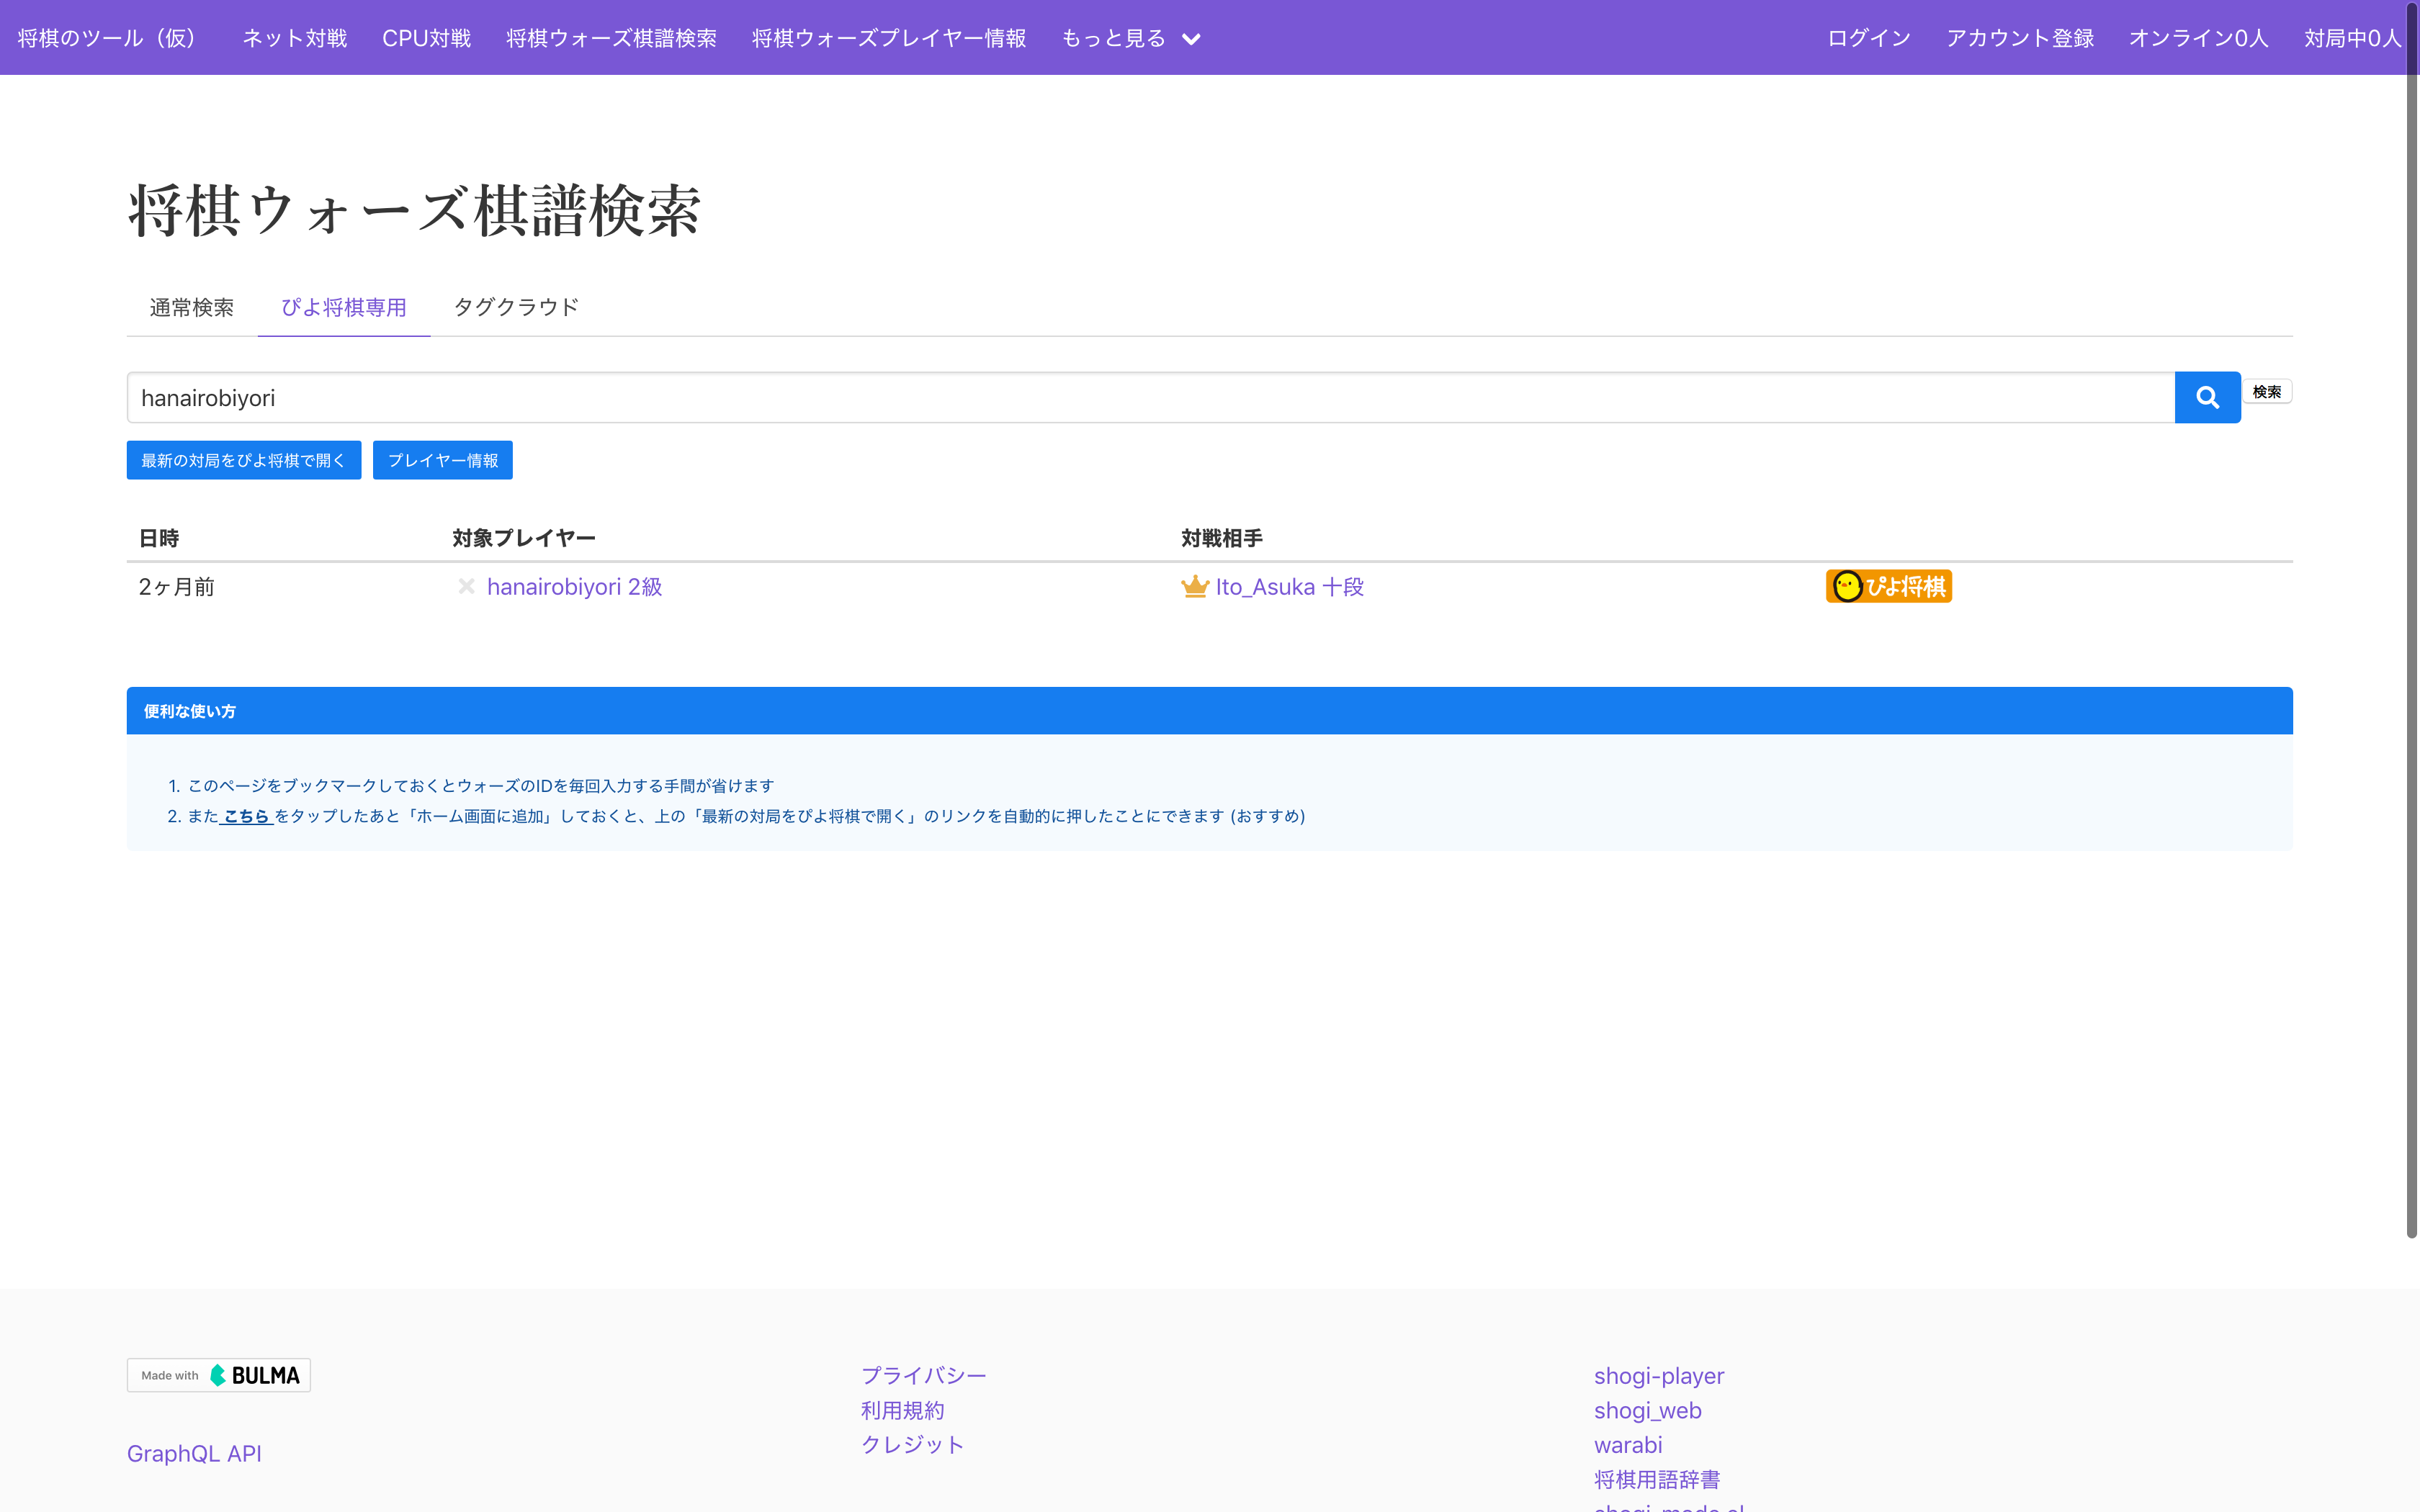 将棋のツール（仮） ネット対戦 CPU対戦 将棋ウォーズ棋譜検索 将棋ウォーズプレイヤー情報 もっと見る ログイン アカウント登録 オンライン0人 対局中0人
将棋ウォーズ棋譜検索
通常検索 ぴよ将棋専用 タグクラウド
hanairobiyori 検索
最新の対局をぴよ将棋で開く プレイヤー情報
日時 対象プレイヤー 対戦相手
2ヶ月前 hanairobiyori 2級 Ito_Asuka 十段 ぴよ将棋
便利な使い方
1. このページをブックマークしておくとウォーズのIDを毎回入力する手間が省けます
2. また こちら をタップしたあと「ホーム画面に追加」しておくと、上の「最新の対局をぴよ将棋で開く」のリンクを自動的に押したことにできます (おすすめ)
Made with BULMA
GraphQL API
プライバシー
利用規約
クレジット
shogi-player
shogi_web
warabi
将棋用語辞書